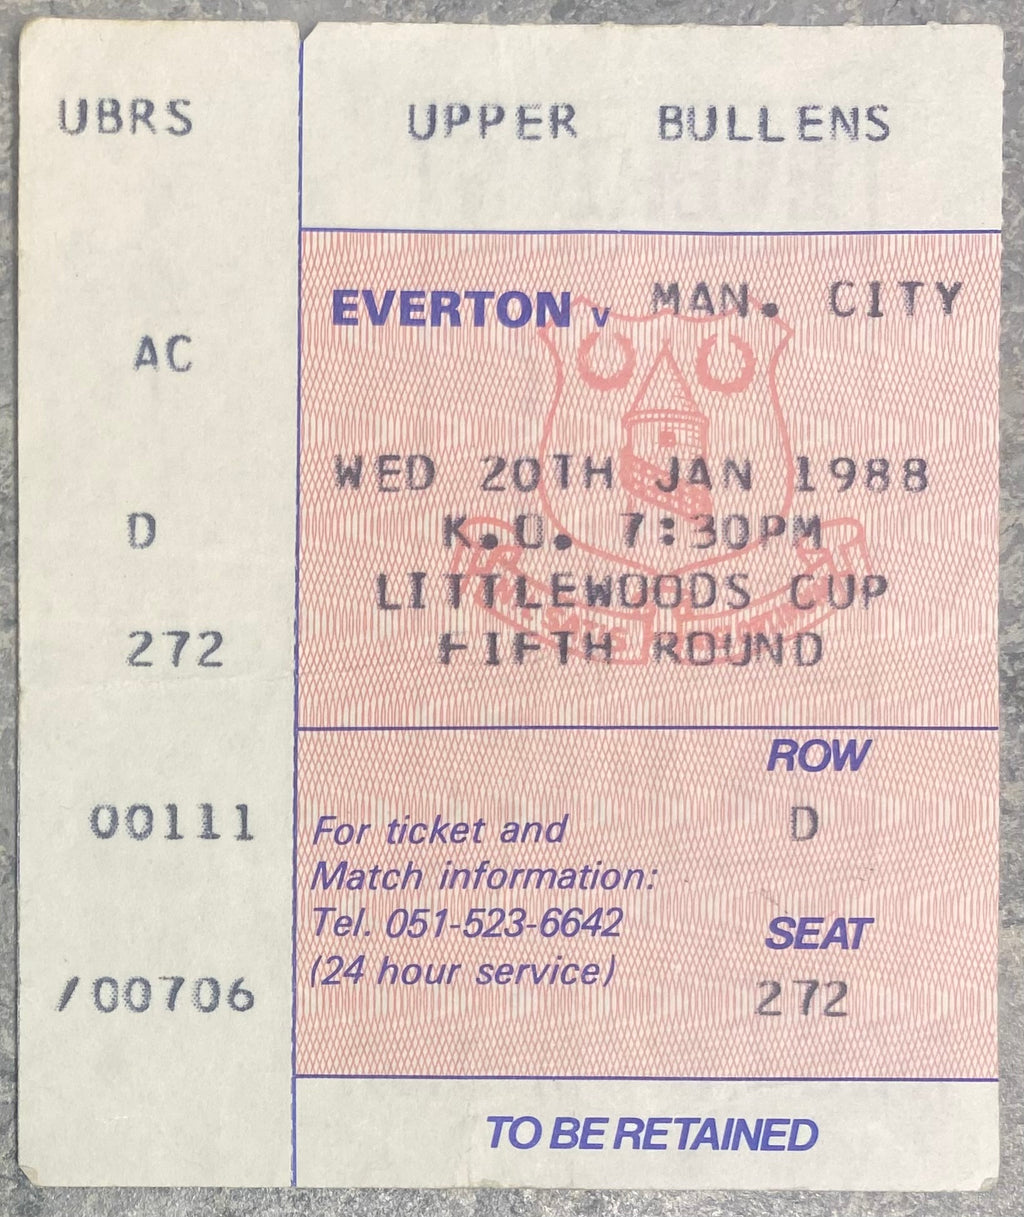 UBRS
AC
D
272
00111
/00706
UPPER BULLENS
EVERTON v MAN. CITY
WED 20TH JAN 1988
K.O. 7:30PM
LITTLEWOODS CUP
FIFTH ROUND
For ticket and
Match information:
Tel. 051-523-6642
(24 hour service)
ROW
D
SEAT
272
TO BE RETAINED